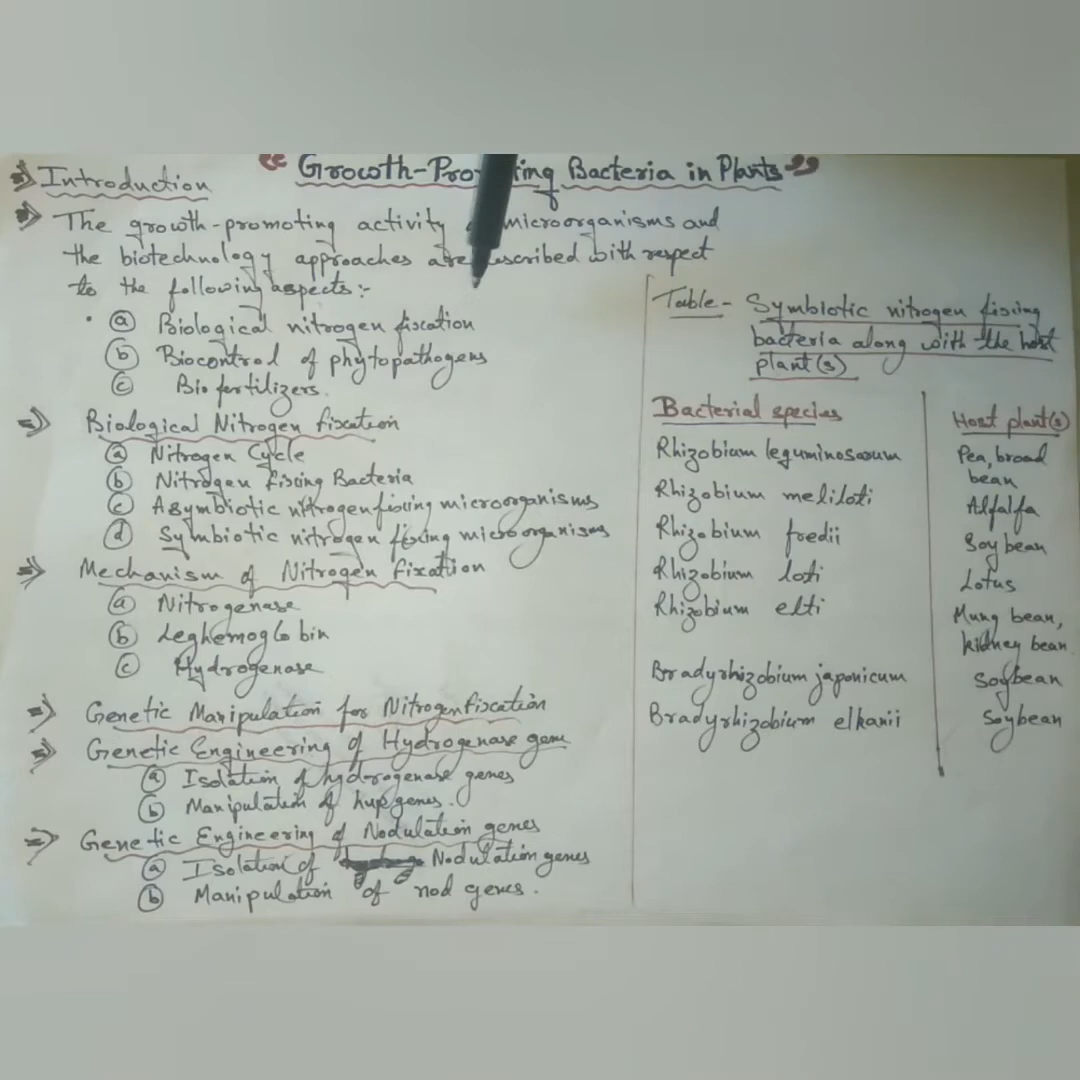 "Growth-Pro ing Bacteria in Plants"
⇒ Introduction
⇒ The growth-promoting activity microorganisms and
the biotechnology approaches are escribed with respect
to the following aspects:-
(a) Biological nitrogen fixation
(b) Biocontrol of phytopathogens
(c) Bio fertilizers.
⇒ Biological Nitrogen fixation
(a) Nitrogen Cycle
(b) Nitrogen fixing Bacteria
(c) Asymbiotic nitrogen fixing microorganisms
(d) Symbiotic nitrogen fixing microorganisms
⇒ Mechanism of Nitrogen fixation
(a) Nitrogenase
(b) Leghemoglobin
(c) Hydrogenase
⇒ Genetic Manipulation for Nitrogen fixation
⇒ Genetic Engineering of Hydrogenase gene
(a) Isolation of hydrogenase genes
(b) Manipulation of hup genes.
⇒ Genetic Engineering of Nodulation genes
(a) Isolation of Nodulation genes
(b) Manipulation of nod genes.
Table- Symbiotic nitrogen fixing
bacteria along with the host
plant(s)
Bacterial species Host plant(s)
Rhizobium leguminosarum Pea, broad
bean
Rhizobium meliloti Alfalfa
Rhizobium fredii Soybean
Rhizobium loti Lotus
Rhizobium elti Mung bean,
kidney bean
Bradyrhizobium japonicum Soybean
Bradyrhizobium elkanii Soybean